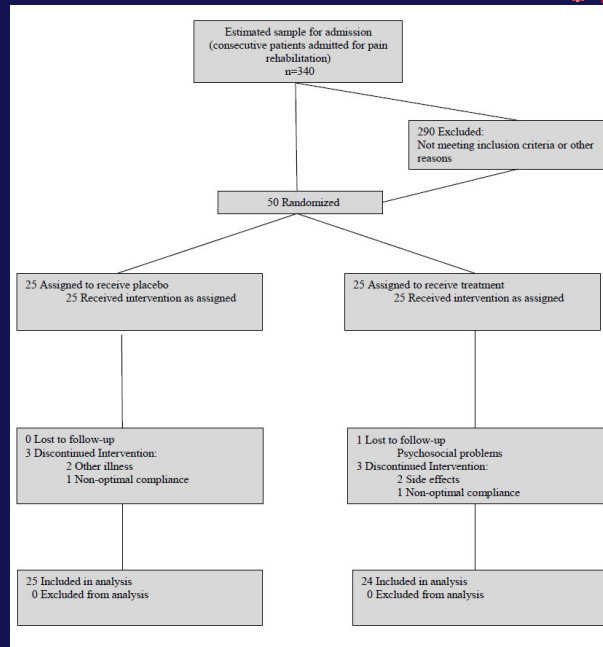 Estimated sample for admission
(consecutive patients admitted for pain
rehabilitation)
n=340
290 Excluded:
Not meeting inclusion criteria or other
reasons
50 Randomized
25 Assigned to receive placebo
25 Received intervention as assigned
25 Assigned to receive treatment
25 Received intervention as assigned
0 Lost to follow-up
3 Discontinued Intervention:
2 Other illness
1 Non-optimal compliance
1 Lost to follow-up
Psychosocial problems
3 Discontinued Intervention:
2 Side effects
1 Non-optimal compliance
25 Included in analysis
0 Excluded from analysis
24 Included in analysis
0 Excluded from analysis